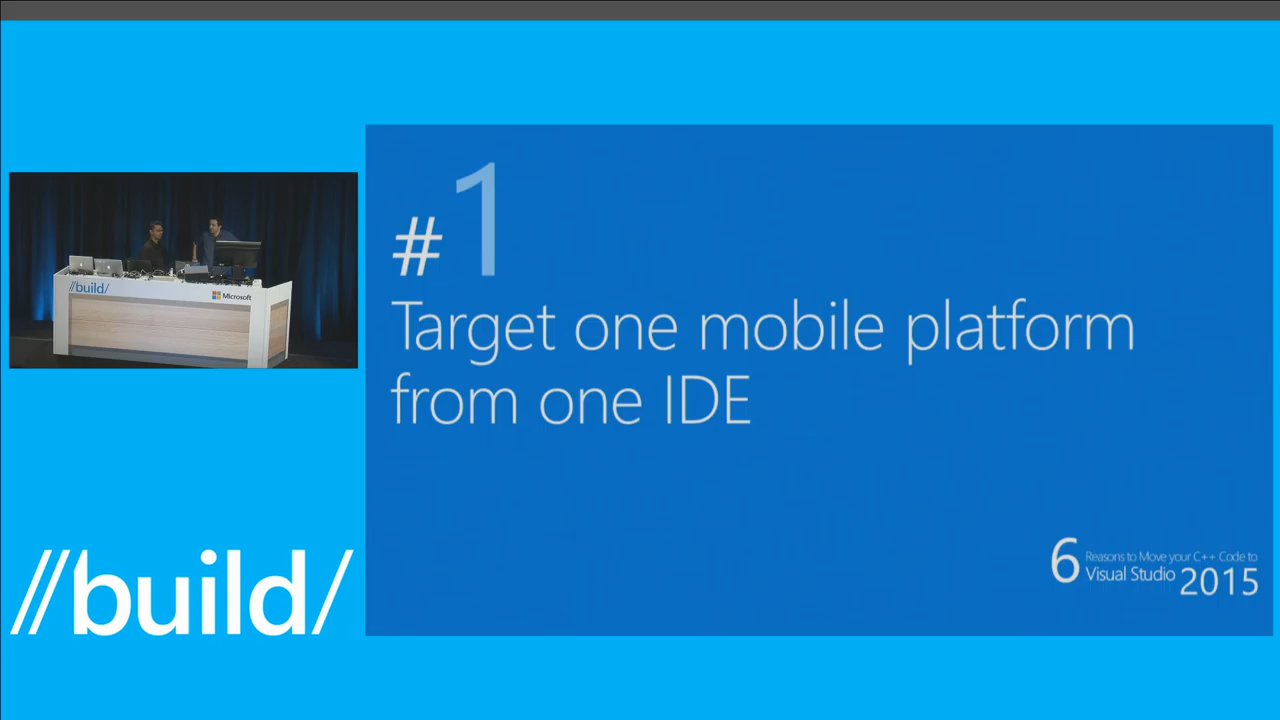 //build/
Microsoft
#1
Target one mobile platform
from one IDE
6 Reasons to Move your C++ Code to
Visual Studio 2015
//build/